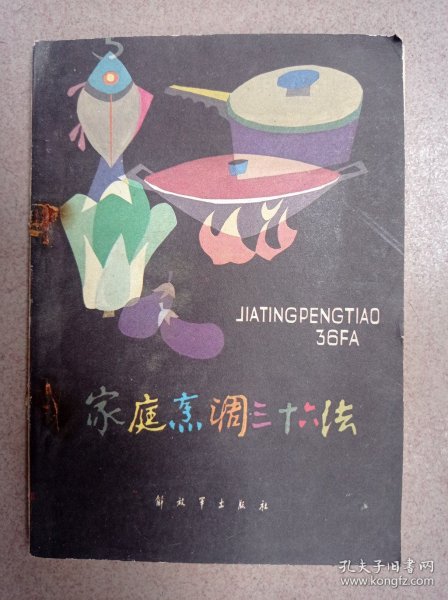 JIATINGPENGTIAO
36FA
家庭烹调三十六法
解放军出版社
孔夫子旧书网
www.kongfz.com